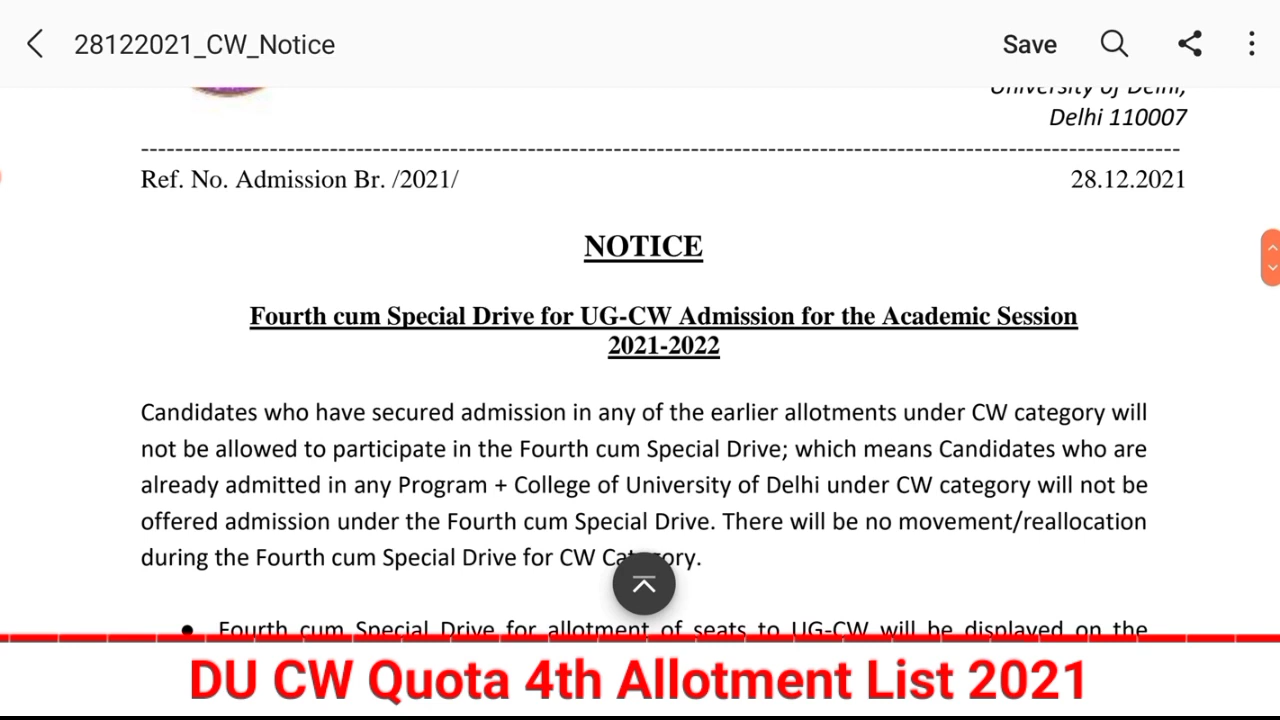 28122021_CW_Notice
Save
University of Delhi,
Delhi 110007
--------------------------------------------------------------------------------------------------------
Ref. No. Admission Br. /2021/
28.12.2021
NOTICE
Fourth cum Special Drive for UG-CW Admission for the Academic Session
2021-2022
Candidates who have secured admission in any of the earlier allotments under CW category will
not be allowed to participate in the Fourth cum Special Drive; which means Candidates who are
already admitted in any Program + College of University of Delhi under CW category will not be
offered admission under the Fourth cum Special Drive. There will be no movement/reallocation
during the Fourth cum Special Drive for CW Category.
• Fourth cum Special Drive for allotment of seats to UG-CW will be displayed on the
DU CW Quota 4th Allotment List 2021